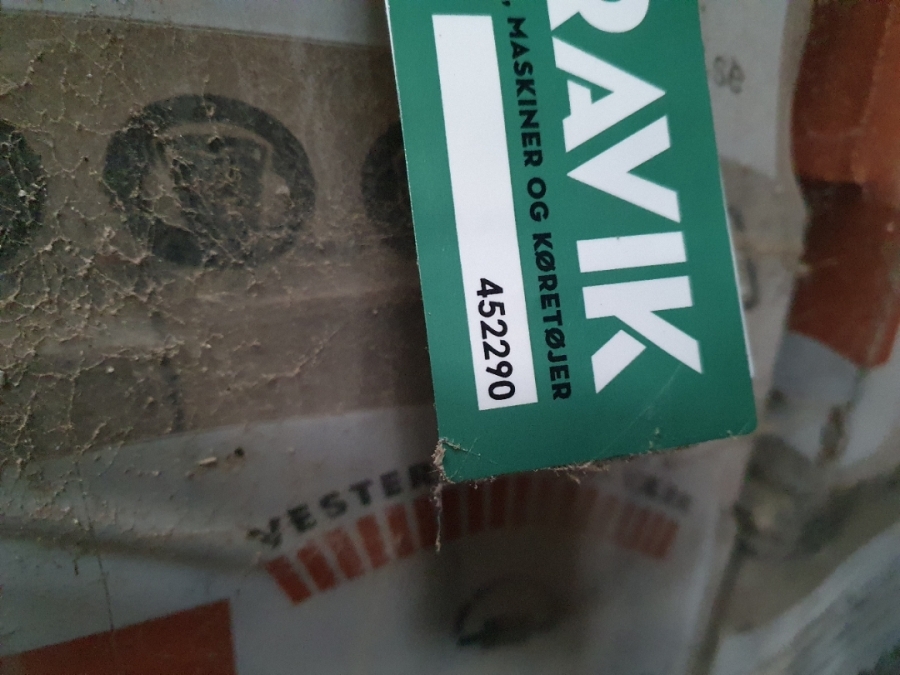 RAVIK
, MASKINER OG KØRETØJER
452290
VESTER